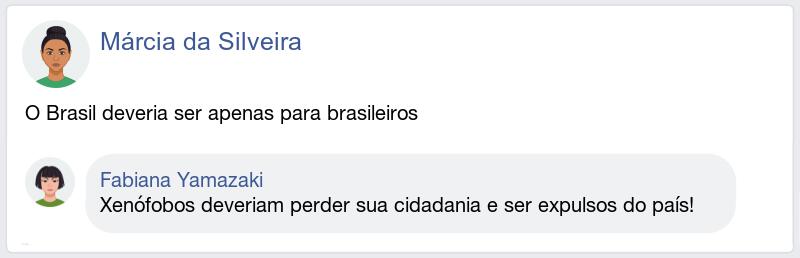 Márcia da Silveira
O Brasil deveria ser apenas para brasileiros
Fabiana Yamazaki
Xenófobos deveriam perder sua cidadania e ser expulsos do país!